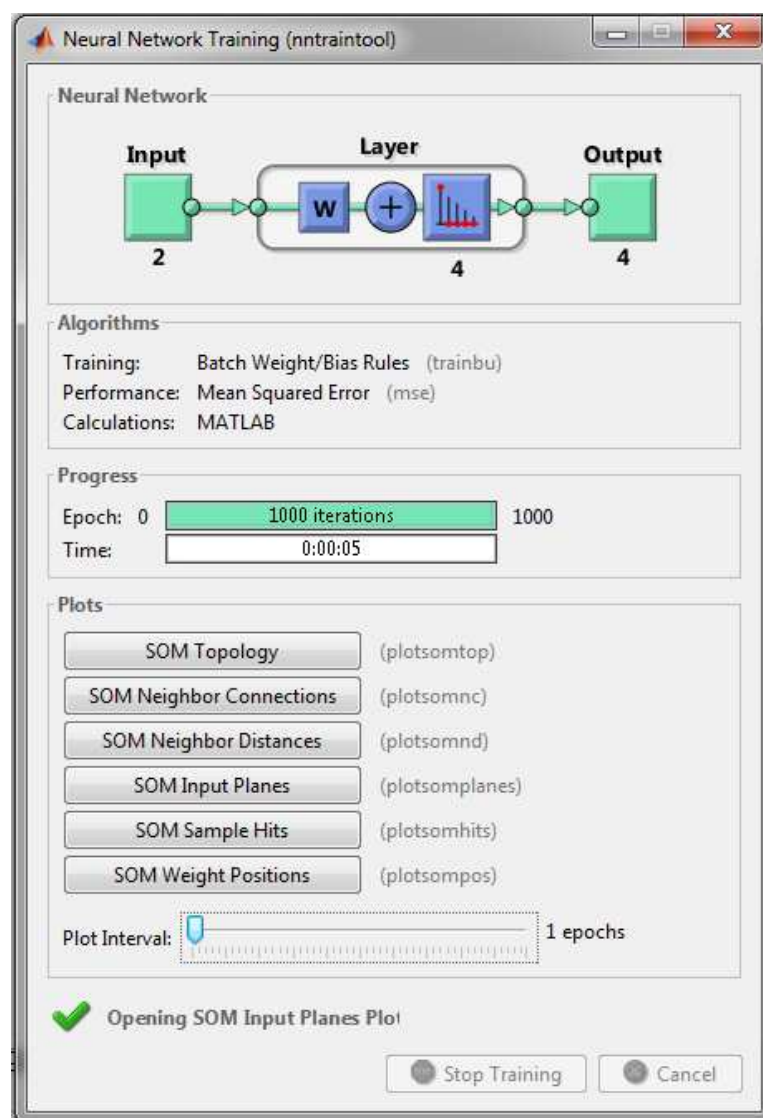 Neural Network Training (nntraintool)
Neural Network
Input
Layer
Output
W
+
2
4
4
Algorithms
Training: Batch Weight/Bias Rules (trainbu)
Performance: Mean Squared Error (mse)
Calculations: MATLAB
Progress
Epoch: 0 1000 iterations 1000
Time: 0:00:05
Plots
SOM Topology (plotsomtop)
SOM Neighbor Connections (plotsomnc)
SOM Neighbor Distances (plotsomnd)
SOM Input Planes (plotsomplanes)
SOM Sample Hits (plotsomhits)
SOM Weight Positions (plotsompos)
Plot Interval: 1 epochs
Opening SOM Input Planes Plot
Stop Training Cancel